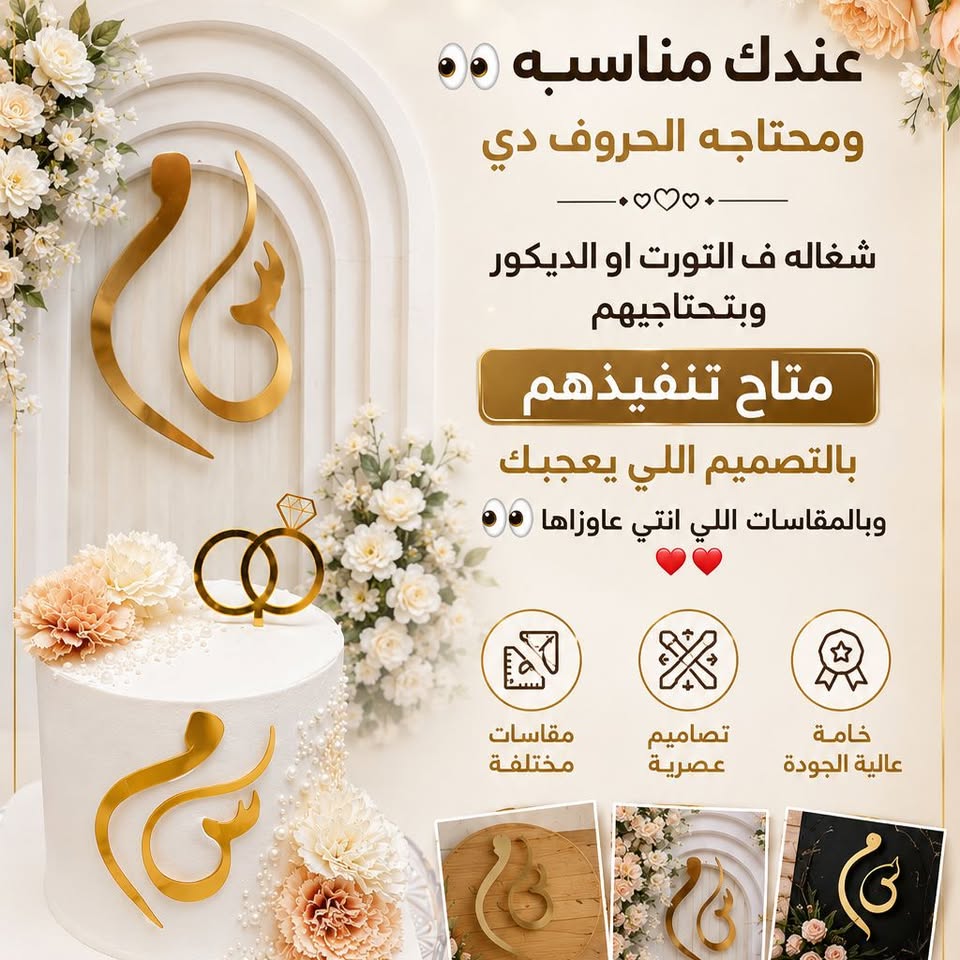 عندك مناسبه 👀
ومحتاجه الحروف دي
شغاله ف التورت او الديكور
وبتحتاجيهم
متاح تنفيذهم
بالتصميم اللي يعجبك
وبالمقاسات اللي انتي عاوزاها 👀
❤️❤️
خامة
عالية الجودة
تصاميم
عصرية
مقاسات
مختلفة